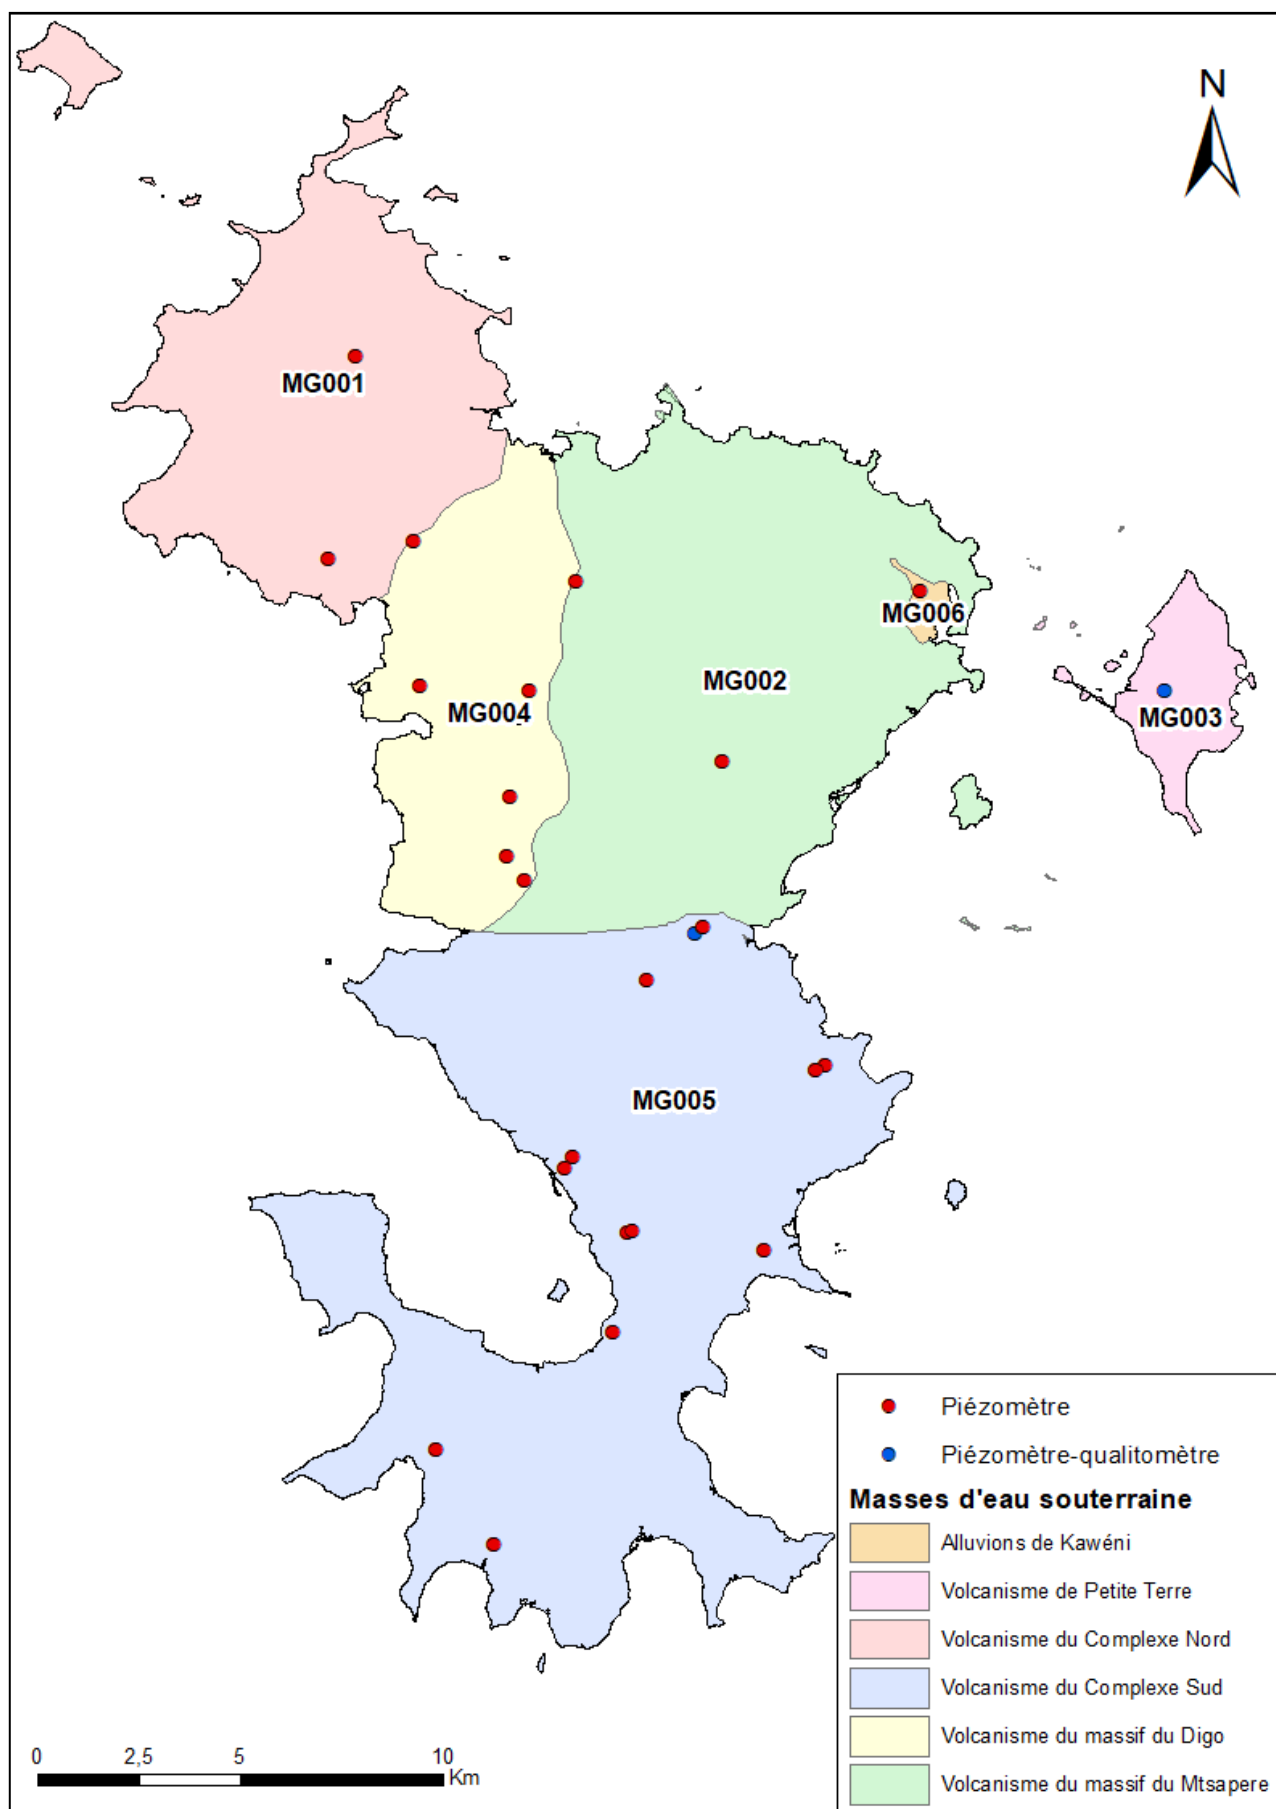 N
MG001
MG006
MG002
MG004
MG003
MG005
Piézomètre
Piézomètre-qualitomètre
Masses d'eau souterraine
Alluvions de Kawéni
Volcanisme de Petite Terre
Volcanisme du Complexe Nord
Volcanisme du Complexe Sud
Volcanisme du massif du Digo
Volcanisme du massif du Mtsapere
0 2,5 5 10
Km